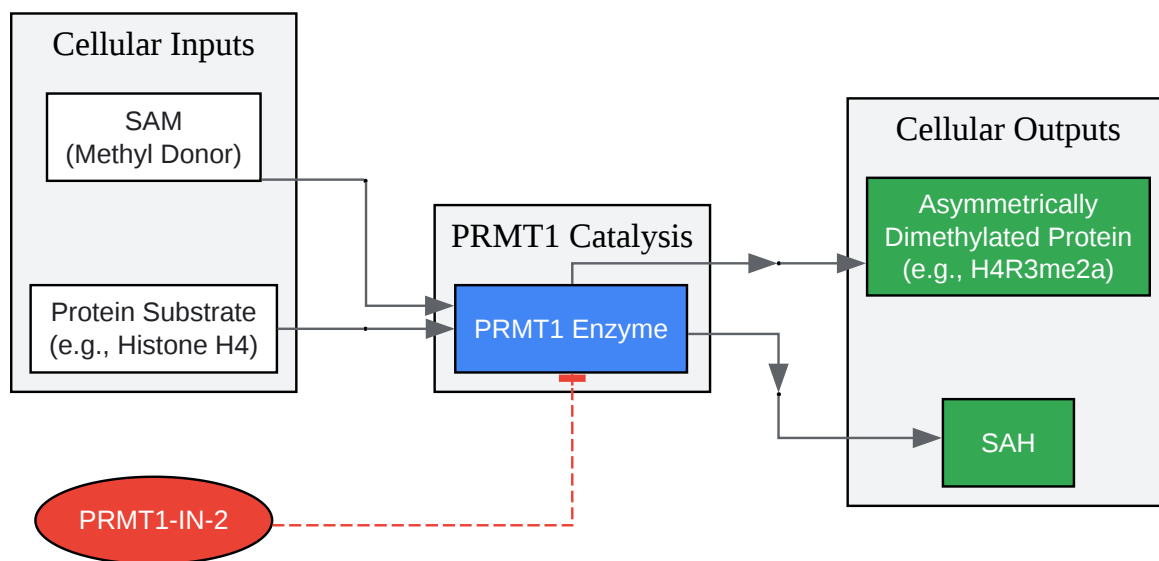 Cellular Inputs
SAM
(Methyl Donor)
Protein Substrate
(e.g., Histone H4)
PRMT1 Catalysis
PRMT1 Enzyme
Cellular Outputs
Asymmetrically
Dimethylated Protein
(e.g., H4R3me2a)
SAH
PRMT1-IN-2